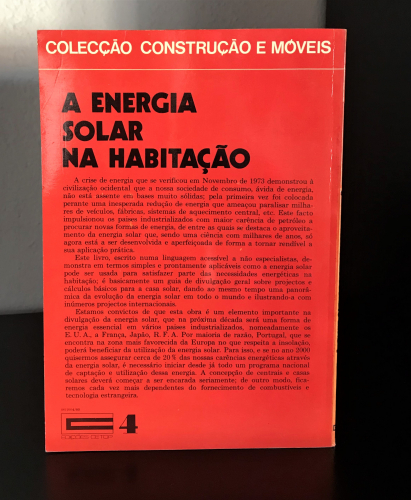 COLECÇÃO CONSTRUÇÃO E MÓVEIS
A ENERGIA
SOLAR
NA HABITAÇÃO
A crise de energia que se verificou em Novembro de 1973 demonstrou à
civilização ocidental que a nossa sociedade de consumo, ávida de energia,
não está assente em bases muito sólidas; pela primeira vez foi colocada
perante uma inesperada redução de energia que ameaçou paralisar milha-
res de veículos, fábricas, sistemas de aquecimento central, etc. Este facto
impulsionou os países industrializados com maior carência de petróleo a
procurar novas formas de energia, de entre as quais se destaca o aproveita-
mento da energia solar que, sendo uma ciência com milhares de anos, só
agora está a ser desenvolvida e aperfeiçoada de forma a tornar rendível a
sua aplicação prática.
Este livro, escrito numa linguagem acessível a não especialistas, de-
monstra em termos simples e prontamente aplicáveis como a energia solar
pode ser usada para satisfazer parte das necessidades energéticas na
habitação; é basicamente um guia de divulgação geral sobre projectos e
cálculos básicos para a casa solar, dando ao mesmo tempo uma panorâ-
mica da evolução da energia solar em todo o mundo e ilustrando-a com
inúmeros projectos internacionais.
Estamos convictos de que esta obra é um elemento importante na
divulgação da energia solar, que na próxima década será uma forma de
energia essencial em vários países industrializados, nomeadamente os
E. U. A., a França, Japão, R. F. A. Por maioria de razão, Portugal, que se
encontra na zona mais favorecida da Europa no que respeita a insolação,
poderá beneficiar da utilização da energia solar. Para isso, e se no ano 2000
quisermos assegurar cerca de 20 % das nossas carências energéticas através
da energia solar, é necessário iniciar desde já todo um programa nacional
de captação e utilização dessa energia. A concepção de centrais e casas
solares deverá começar a ser encarada seriamente; de outro modo, fica-
remos cada vez mais dependentes do fornecimento de combustíveis e
tecnologia estrangeira.
4